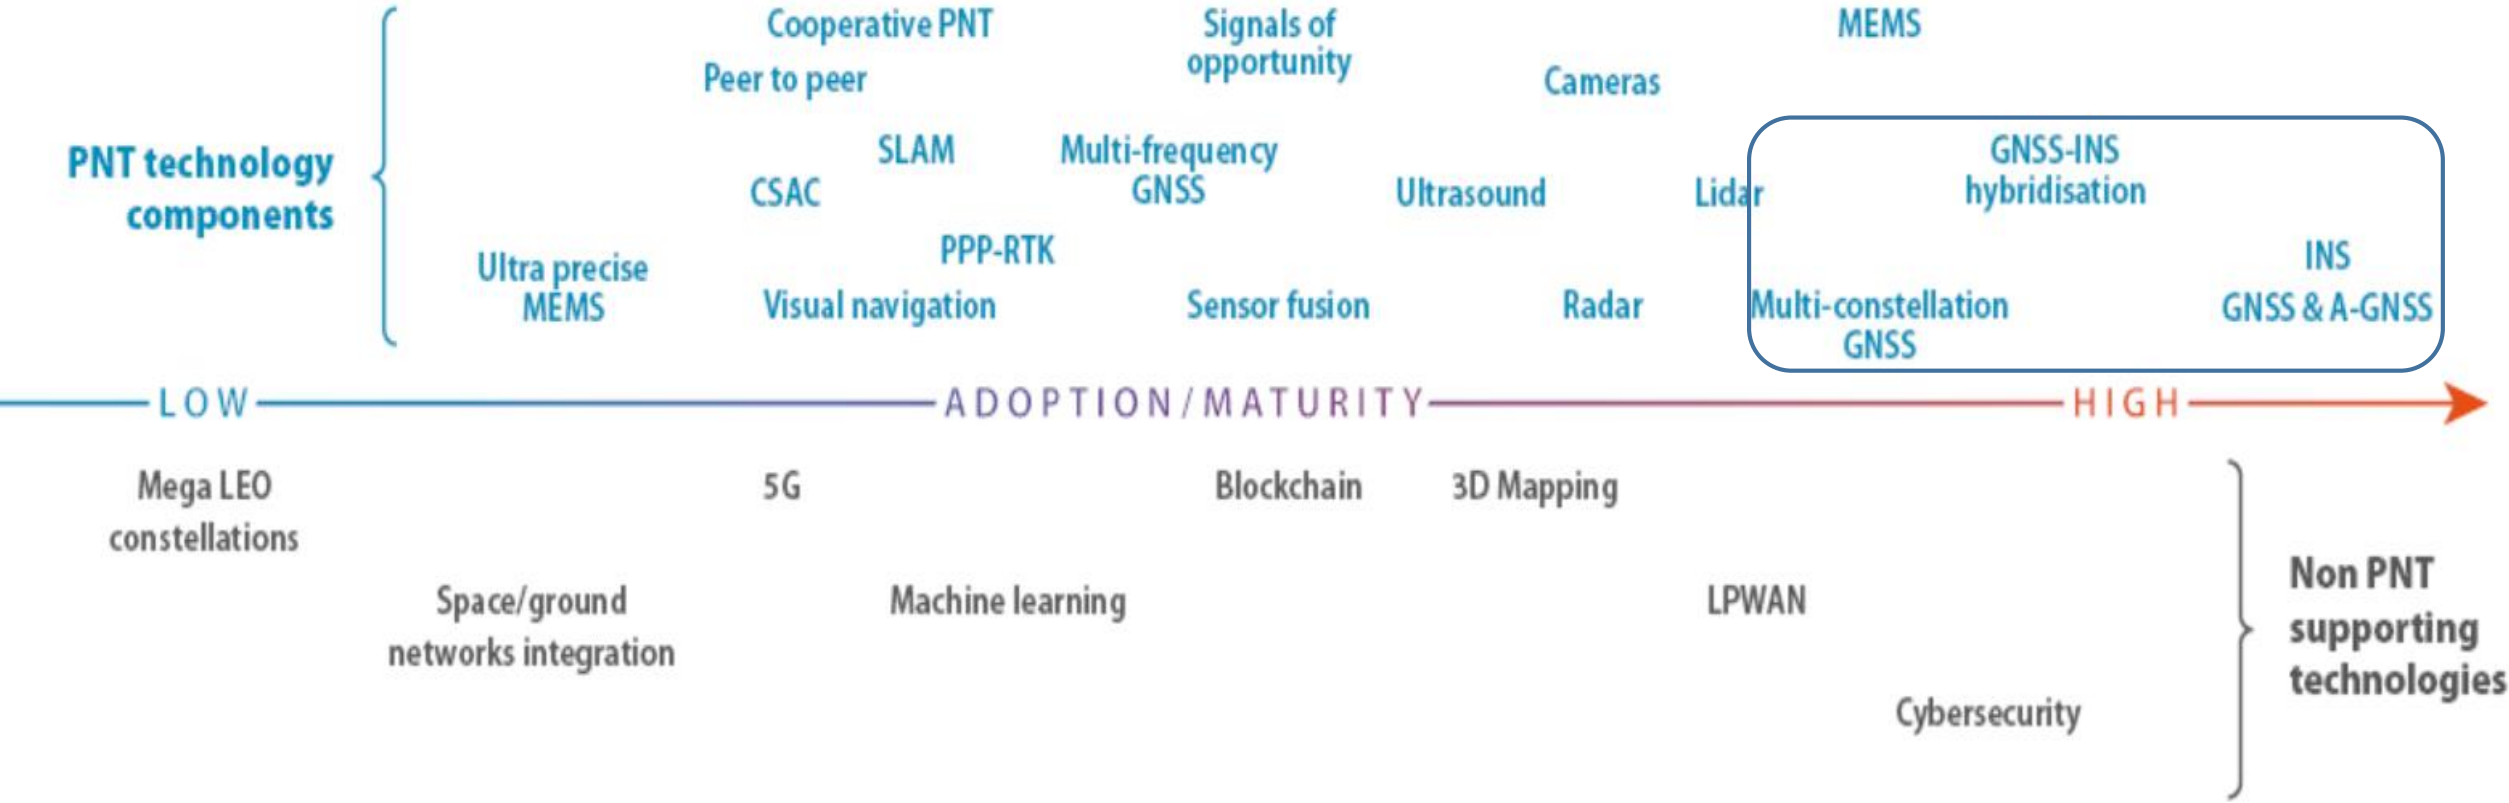 Cooperative PNT
Signals of
opportunity
MEMS
Peer to peer
Cameras
PNT technology
components
SLAM
Multi-frequency
GNSS
GNSS-INS
hybridisation
CSAC
Ultrasound
Lidar
PPP-RTK
INS
Ultra precise
MEMS
Visual navigation
Sensor fusion
Radar
Multi-constellation
GNSS
GNSS & A-GNSS
LOW
ADOPTION/MATURITY
HIGH
Mega LEO
constellations
5G
Blockchain
3D Mapping
Space/ground
networks integration
Machine learning
LPWAN
Cybersecurity
Non PNT
supporting
technologies